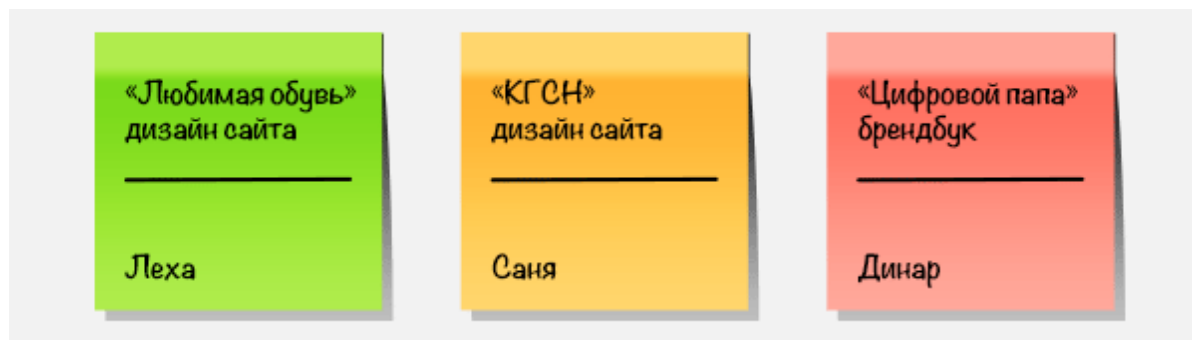 «Любимая обувь»
дизайн сайта
Леха
«КГСН»
дизайн сайта
Саня
«Цифровой папа»
брендбук
Динар